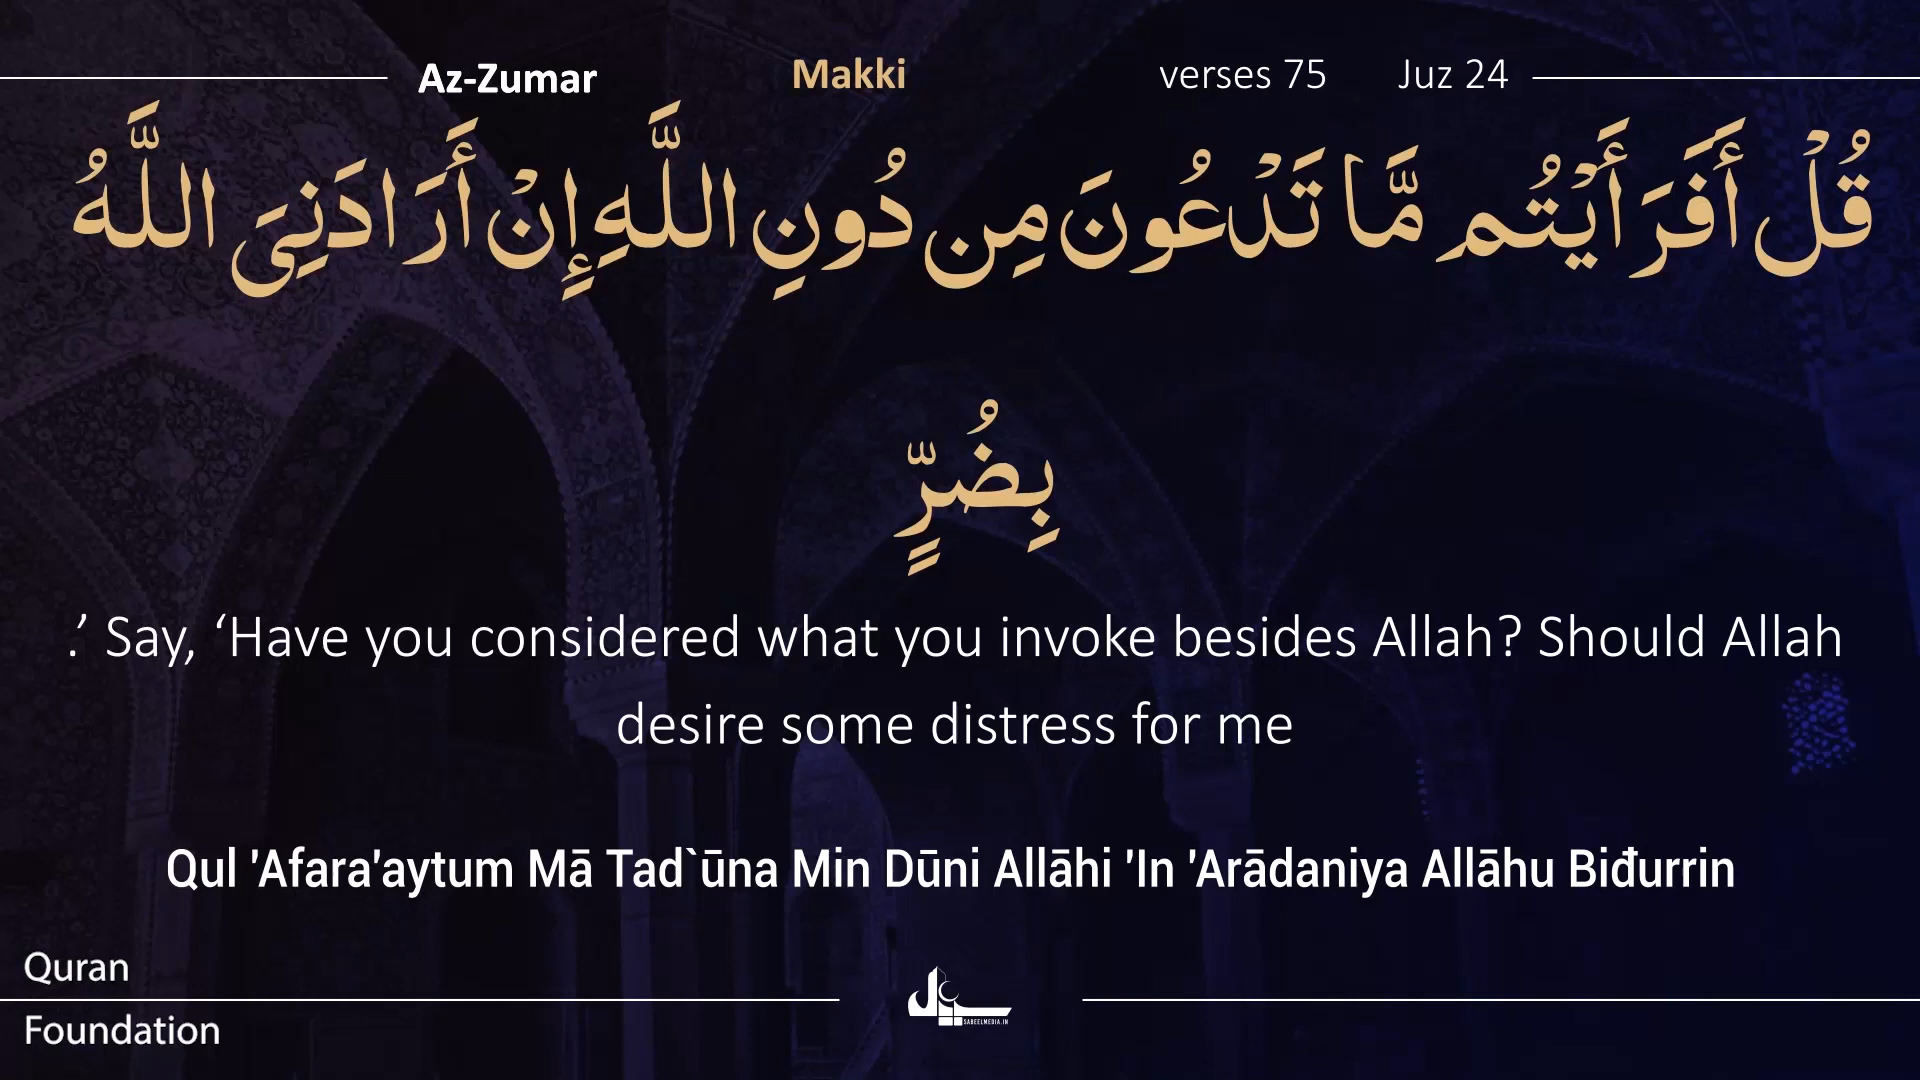 Az-Zumar Makki verses 75 Juz 24
قُلْ أَفَرَأَيْتُم مَّا تَدْعُونَ مِن دُونِ اللَّهِ إِنْ أَرَادَنِيَ اللَّهُ
بِضُرٍّ
.’ Say, ‘Have you considered what you invoke besides Allah? Should Allah
desire some distress for me
Qul 'Afara'aytum Mā Tad`ūna Min Dūni Allāhi 'In 'Arādaniya Allāhu Biđurrin
Quran
Foundation
SABEELMEDIA.IN